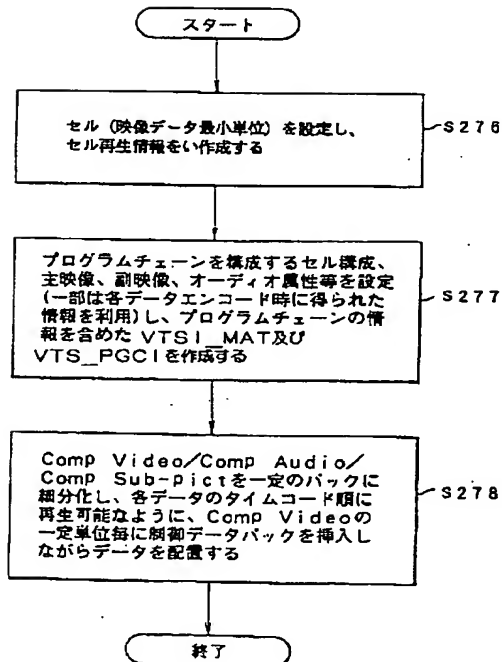 スタート
セル(映像データ最小単位)を設定し、
セル再生情報をい作成する
S276
プログラムチェーンを構成するセル構成、
主映像、副映像、オーディオ属性等を設定
(一部は各データエンコード時に得られた
情報を利用)し、プログラムチェーンの情
報を含めた VTSI_MAT及び
VTS_PGCIを作成する
S277
Comp Video/Comp Audio/
Comp Sub-pictを一定のパックに
細分化し、各データのタイムコード順に
再生可能なように、Comp Videoの
一定単位毎に制御データパックを挿入し
ながらデータを配置する
S278
終了